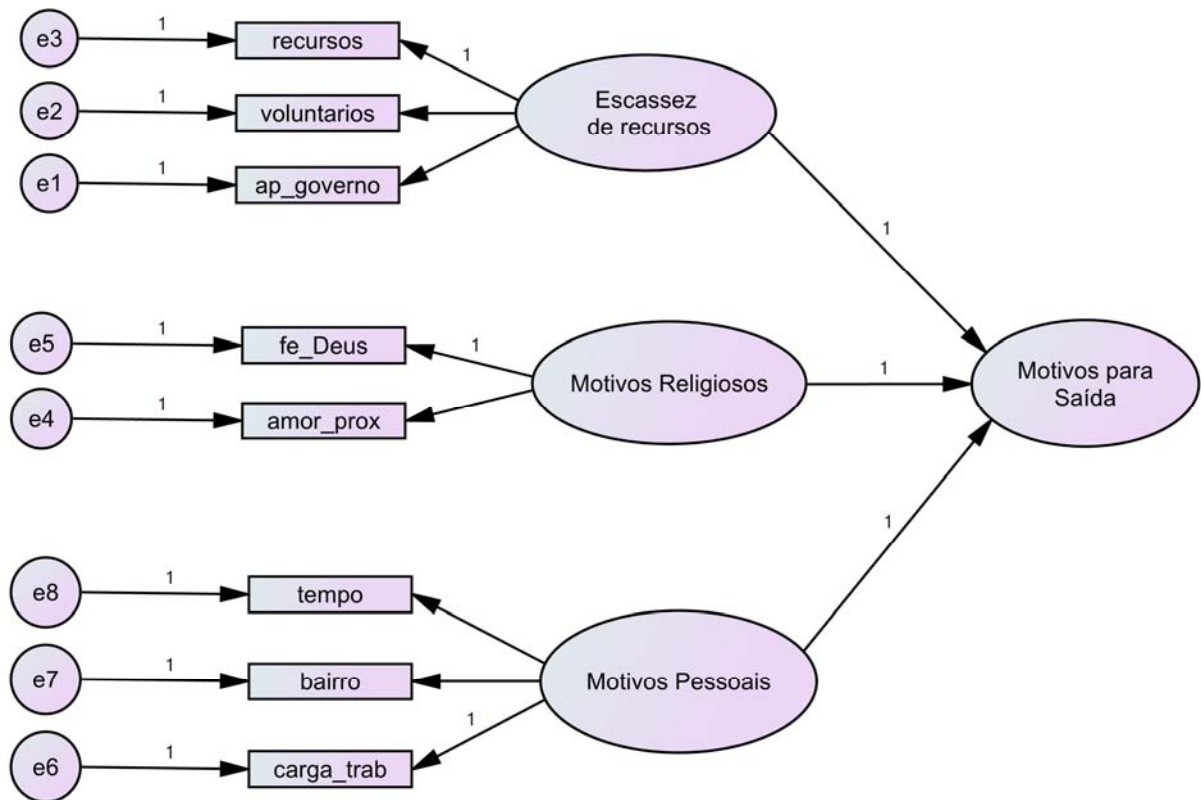 e3
1
recursos
1
e2
1
voluntarios
e1
1
ap_governo
Escassez
de recursos
1
e5
1
fe_Deus
1
e4
1
amor_prox
Motivos Religiosos
1
Motivos para
Saída
e8
1
tempo
e7
1
bairro
e6
1
carga_trab
1
Motivos Pessoais
1